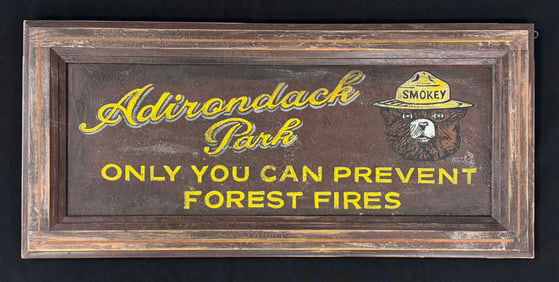 Adirondack
Park
SMOKEY
ONLY YOU CAN PREVENT
FOREST FIRES